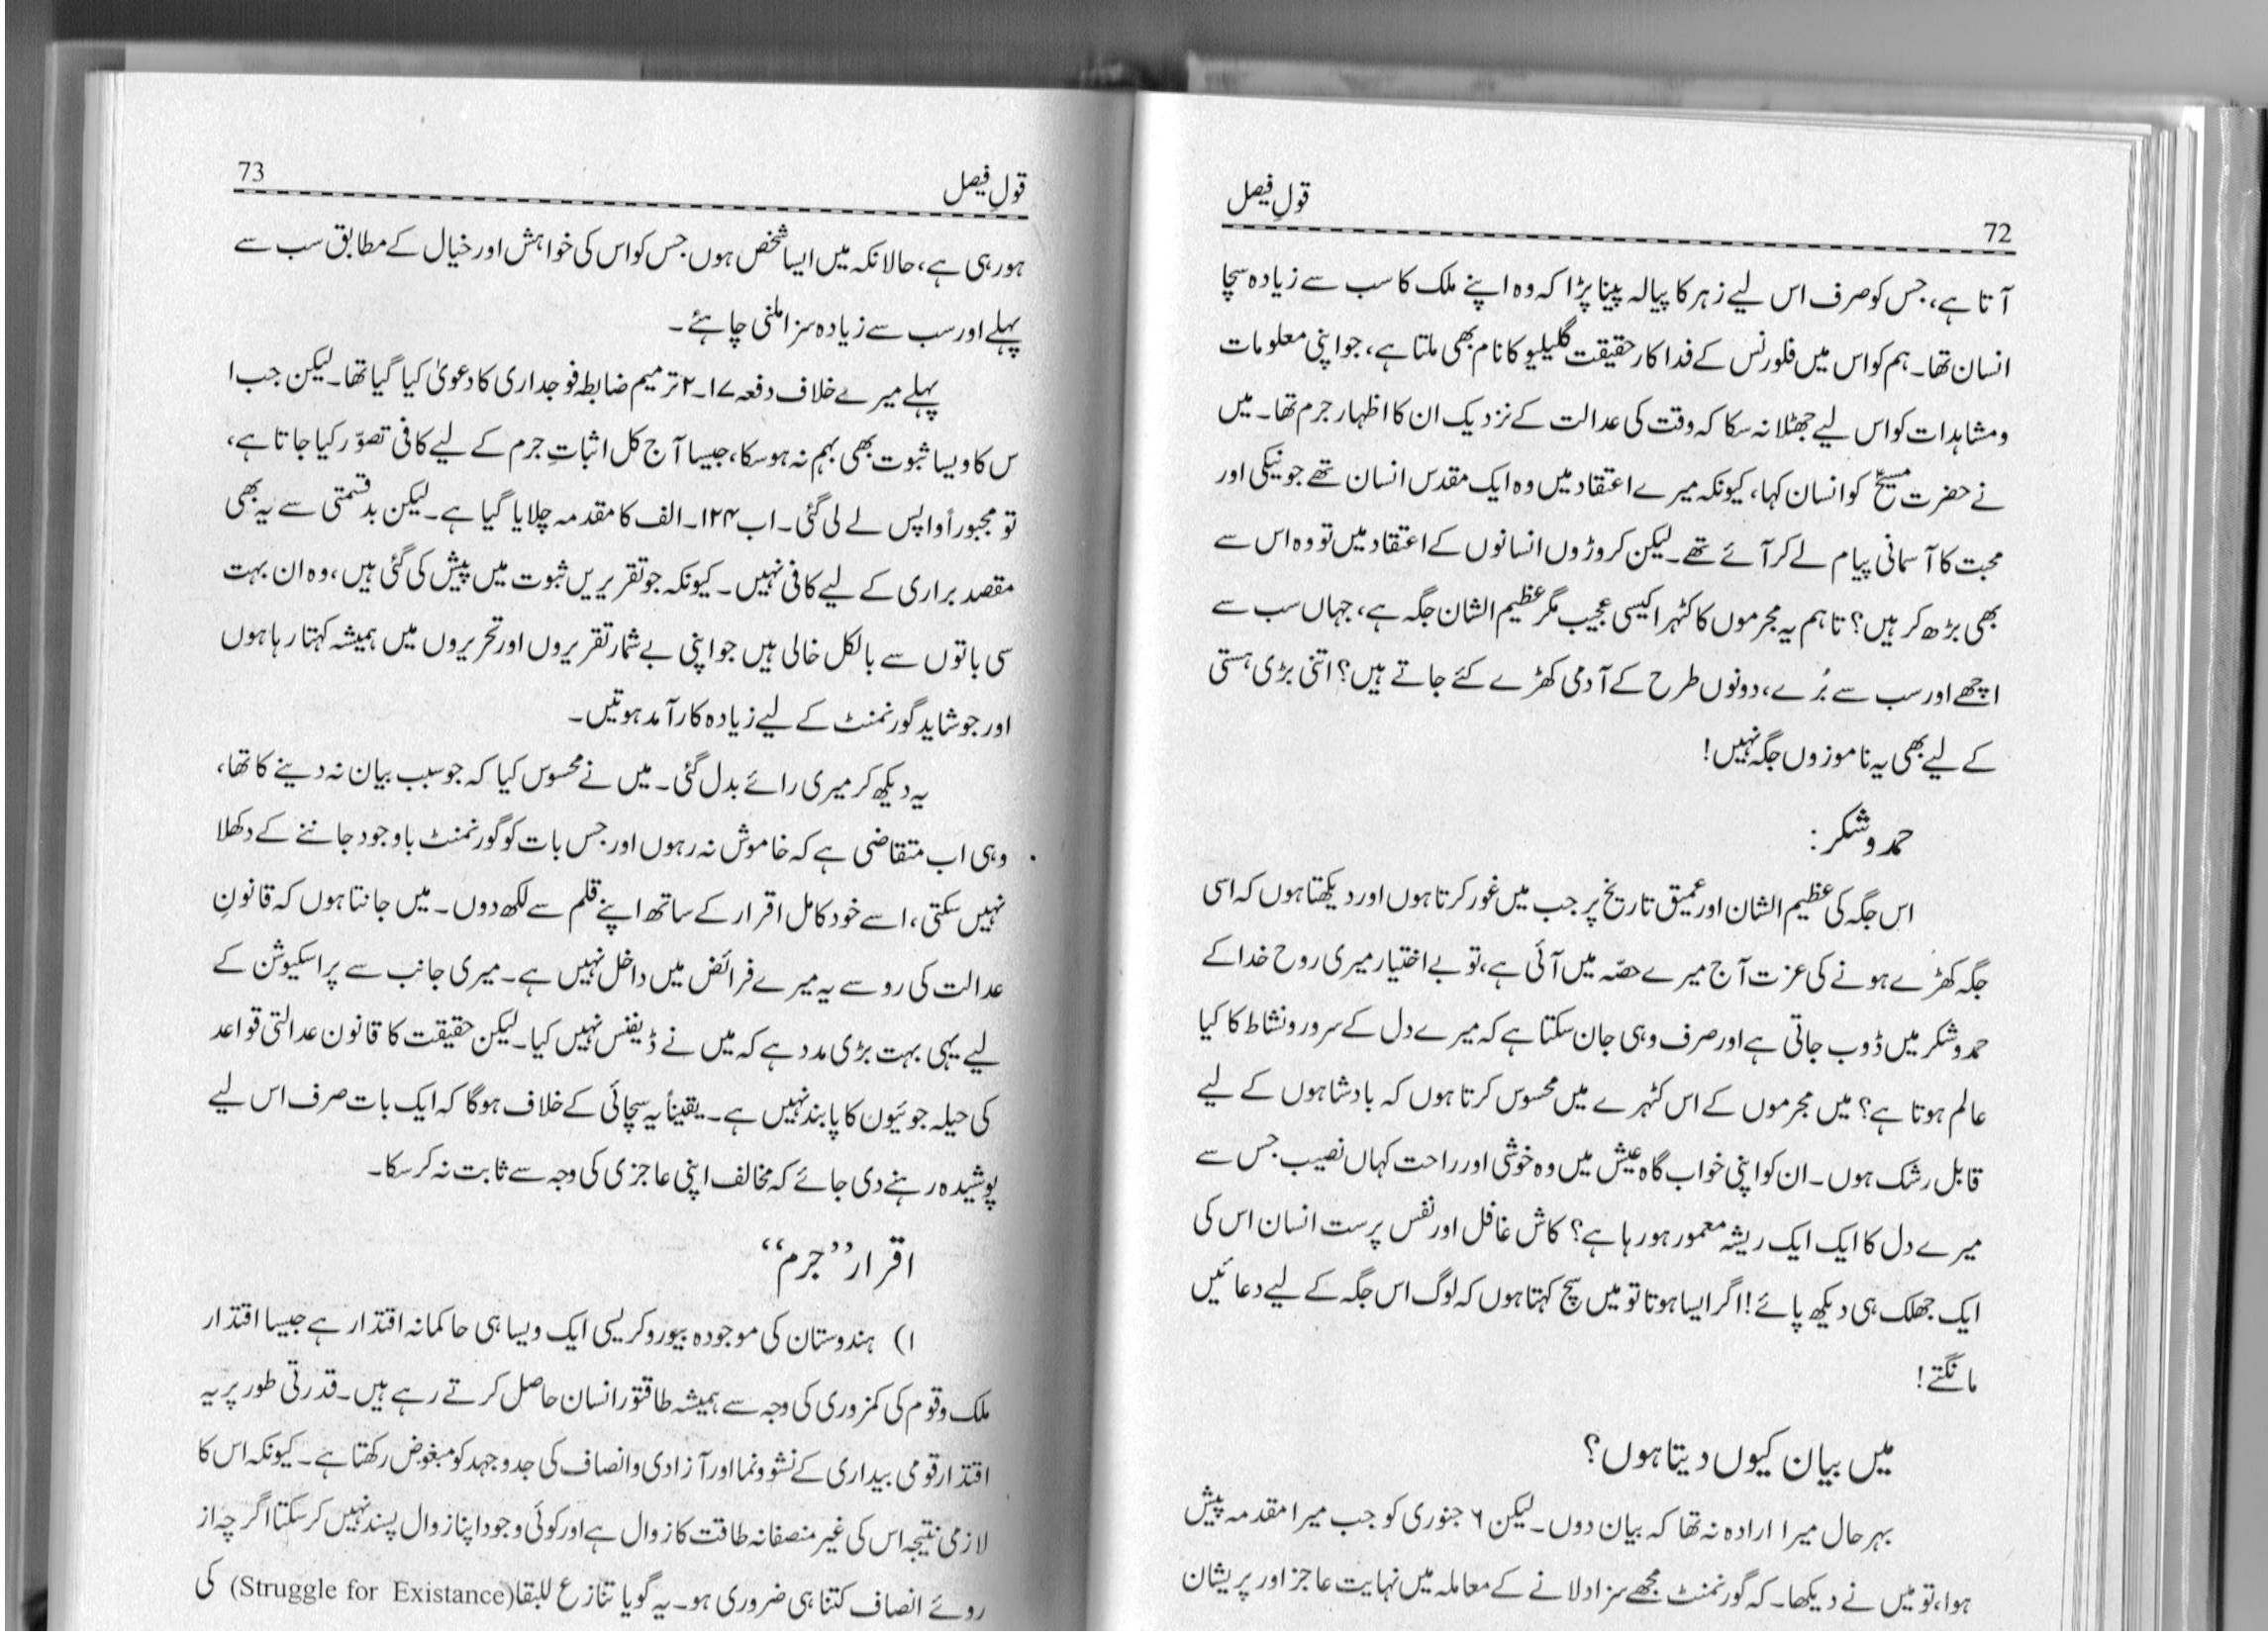 قولِ فیصل
72
آتا ہے، جس کو صرف اس لیے زہر کا پیالہ پینا پڑا کہ وہ اپنے ملک کا سب سے زیادہ سچا
انسان تھا۔ ہم کو اس میں فلورنس کے فدا کار حقیقت گلیلیو کا نام بھی ملتا ہے، جو اپنی معلومات
و مشاہدات کو اس لیے جھٹلا نہ سکا کہ وقت کی عدالت کے نزدیک ان کا اظہار جرم تھا۔ میں
نے حضرت مسیحؑ کو انسان کہا، کیونکہ میرے اعتقاد میں وہ ایک مقدس انسان تھے جو نیکی اور
محبت کا آسمانی پیام لے کر آئے تھے۔ لیکن کروڑوں انسانوں کے اعتقاد میں تو وہ اس سے
بھی بڑھ کر ہیں؟ تاہم یہ مجرموں کا کٹہرا کیسی عجیب مگر عظیم الشان جگہ ہے، جہاں سب سے
اچھے اور سب سے بُرے، دونوں طرح کے آدمی کھڑے کئے جاتے ہیں؟ اتنی بڑی ہستی
کے لیے بھی یہ ناموزوں جگہ نہیں!
حمد و شکر:
اس جگہ کی عظیم الشان اور عمیق تاریخ پر جب میں غور کرتا ہوں اور دیکھتا ہوں کہ اسی
جگہ کھڑے ہونے کی عزت آج میرے حصّہ میں آئی ہے، تو بے اختیار میری روح خدا کے
حمد و شکر میں ڈوب جاتی ہے اور صرف وہی جان سکتا ہے کہ میرے دل کے سرور و نشاط کا کیا
عالم ہوتا ہے؟ میں مجرموں کے اس کٹہرے میں محسوس کرتا ہوں کہ بادشاہوں کے لیے
قابل رشک ہوں۔ ان کو اپنی خواب گاہ عیش میں وہ خوشی اور راحت کہاں نصیب جس سے
میرے دل کا ایک ایک ریشہ معمور ہو رہا ہے؟ کاش غافل اور نفس پرست انسان اس کی
ایک جھلک ہی دیکھ پائے! اگر ایسا ہوتا تو میں سچ کہتا ہوں کہ لوگ اس جگہ کے لیے دعائیں
مانگتے!
میں بیان کیوں دیتا ہوں؟
بہر حال میرا ارادہ نہ تھا کہ بیان دوں۔ لیکن ۶ جنوری کو جب میرا مقدمہ پیش
ہوا، تو میں نے دیکھا۔ کہ گورنمنٹ مجھے سزا دلانے کے معاملہ میں نہایت عاجز اور پریشان
قولِ فیصل
73
ہو رہی ہے، حالانکہ میں ایسا شخص ہوں جس کو اس کی خواہش اور خیال کے مطابق سب سے
پہلے اور سب سے زیادہ سزا ملنی چاہئے۔
پہلے میرے خلاف دفعہ ۱۷۔۲ ترمیم ضابطہ فوجداری کا دعویٰ کیا گیا تھا۔ لیکن جب ا
س کا ویسا ثبوت بھی بہم نہ ہو سکا، جیسا آج کل اثباتِ جرم کے لیے کافی تصوّر کیا جاتا ہے،
تو مجبوراً واپس لے لی گئی۔ اب ۱۲۴۔ الف کا مقدمہ چلایا گیا ہے۔ لیکن بدقسمتی سے یہ بھی
مقصد براری کے لیے کافی نہیں۔ کیونکہ جو تقریریں ثبوت میں پیش کی گئی ہیں، وہ ان بہت
سی باتوں سے بالکل خالی ہیں جو اپنی بے شمار تقریروں اور تحریروں میں ہمیشہ کہتا رہا ہوں
اور جو شاید گورنمنٹ کے لیے زیادہ کارآمد ہوتیں۔
یہ دیکھ کر میری رائے بدل گئی۔ میں نے محسوس کیا کہ جو سبب بیان نہ دینے کا تھا،
وہی اب متقاضی ہے کہ خاموش نہ رہوں اور جس بات کو گورنمنٹ باوجود جاننے کے دکھلا
نہیں سکتی، اسے خود کامل اقرار کے ساتھ اپنے قلم سے لکھ دوں۔ میں جانتا ہوں کہ قانونِ
عدالت کی رو سے یہ میرے فرائض میں داخل نہیں ہے۔ میری جانب سے پراسکیوشن کے
لیے یہی بہت بڑی مدد ہے کہ میں نے ڈیفنس نہیں کیا۔ لیکن حقیقت کا قانون عدالتی قواعد
کی حیلہ جوئیوں کا پابند نہیں ہے۔ یقیناً یہ سچائی کے خلاف ہوگا کہ ایک بات صرف اس لیے
پوشیدہ رہنے دی جائے کہ مخالف اپنی عاجزی کی وجہ سے ثابت نہ کر سکا۔
اقرار ’’جرم‘‘
۱) ہندوستان کی موجودہ بیوروکریسی ایک ویسا ہی حاکمانہ اقتدار ہے جیسا اقتدار
ملک و قوم کی کمزوری کی وجہ سے ہمیشہ طاقتور انسان حاصل کرتے رہے ہیں۔ قدرتی طور پر یہ
اقتدار قومی بیداری کے نشو و نما اور آزادی و انصاف کی جدوجہد کو مبغوض رکھتا ہے۔ کیونکہ اس کا
لازمی نتیجہ اس کی غیر منصفانہ طاقت کا زوال ہے اور کوئی وجود اپنا زوال پسند نہیں کر سکتا اگرچہ از
روئے انصاف کتنا ہی ضروری ہو۔ یہ گویا تنازع للبقا (Struggle for Existance) کی